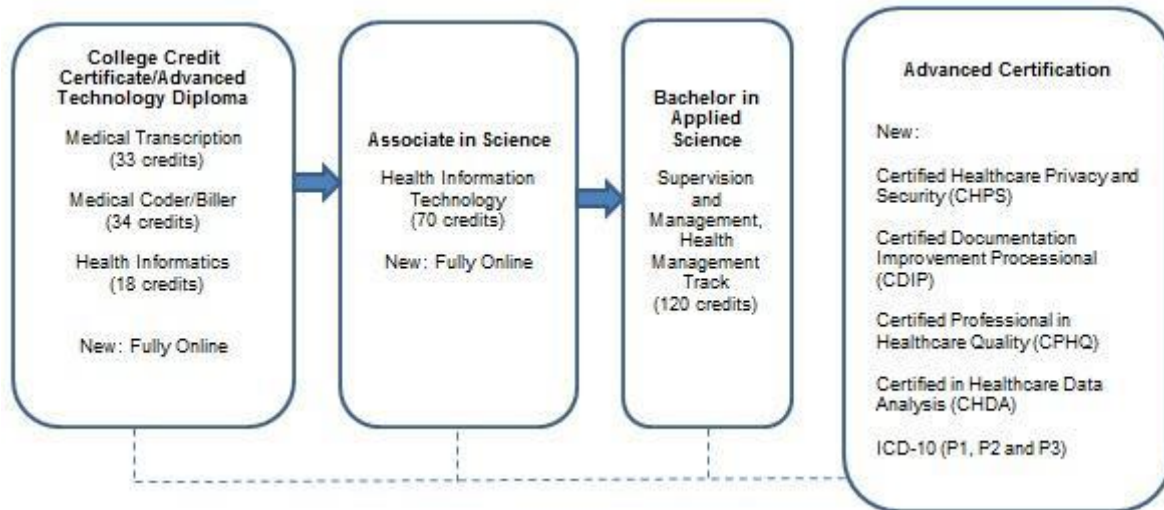 College Credit
Certificate/Advanced
Technology Diploma
Medical Transcription
(33 credits)
Medical Coder/Biller
(34 credits)
Health Informatics
(18 credits)
New: Fully Online
Associate in Science
Health Information
Technology
(70 credits)
New: Fully Online
Bachelor in
Applied
Science
Supervision
and
Management,
Health
Management
Track
(120 credits)
Advanced Certification
New:
Certified Healthcare Privacy and
Security (CHPS)
Certified Documentation
Improvement Processional
(CDIP)
Certified Professional in
Healthcare Quality (CPHQ)
Certified in Healthcare Data
Analysis (CHDA)
ICD-10 (P1, P2 and P3)